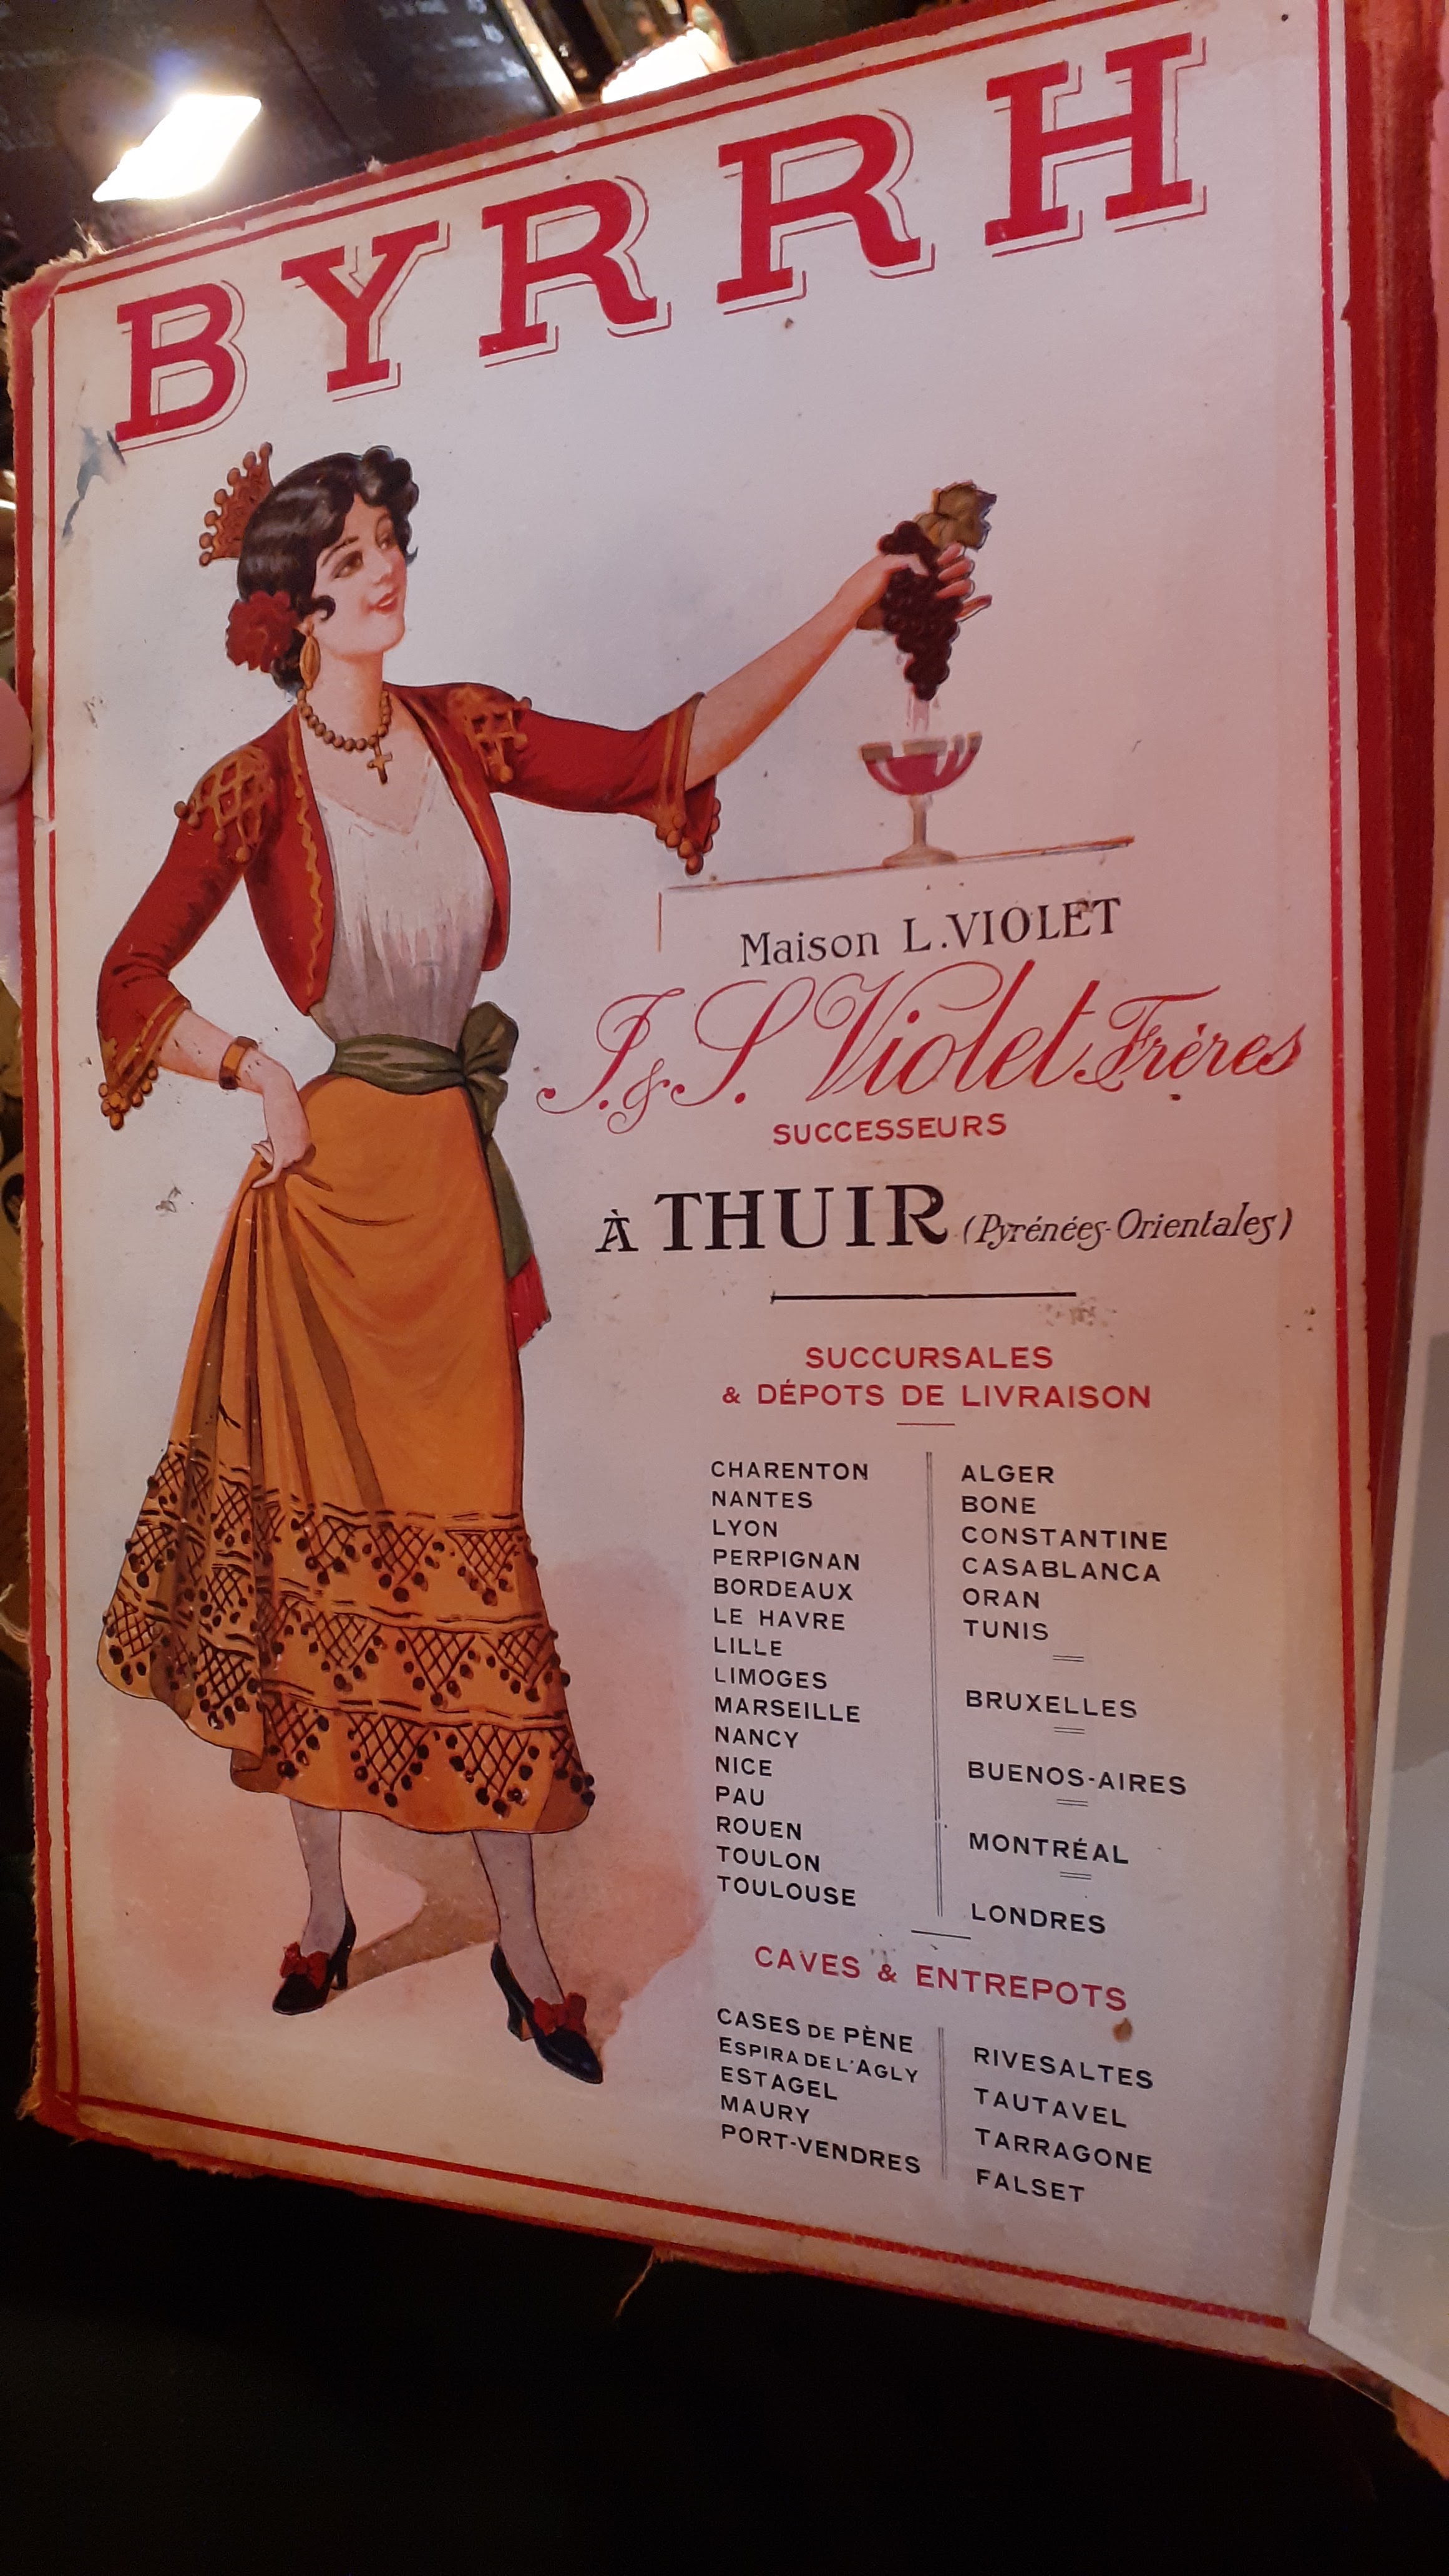 BYRRH
Maison L.VIOLET
J.&S. Violet Frères
SUCCESSEURS
À THUIR (Pyrénées-Orientales)
SUCCURSALES
& DÉPOTS DE LIVRAISON
CHARENTON
NANTES
LYON
PERPIGNAN
BORDEAUX
LE HAVRE
LILLE
LIMOGES
MARSEILLE
NANCY
NICE
PAU
ROUEN
TOULON
TOULOUSE
ALGER
BONE
CONSTANTINE
CASABLANCA
ORAN
TUNIS
BRUXELLES
BUENOS-AIRES
MONTRÉAL
LONDRES
CAVES & ENTREPOTS
CASES DE PÈNE
ESPIRA DE L'AGLY
ESTAGEL
MAURY
PORT-VENDRES
RIVESALTES
TAUTAVEL
TARRAGONE
FALSET